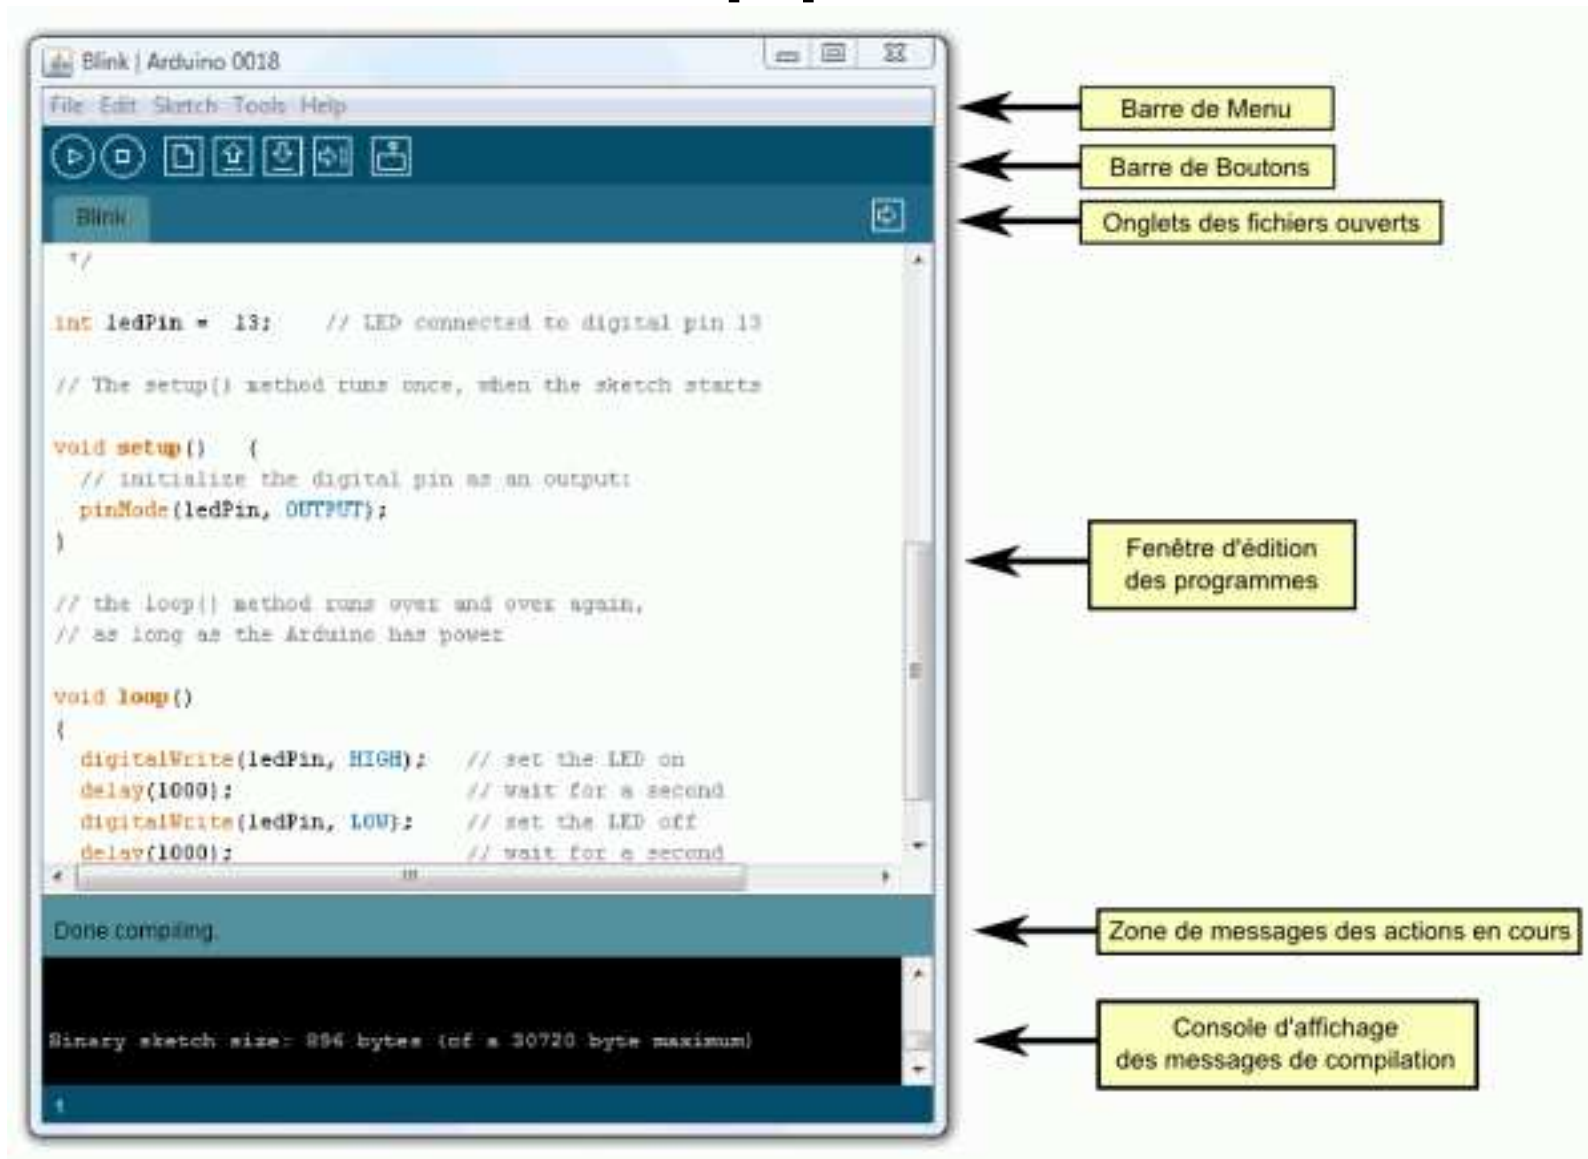 Blink | Arduino 0018
File Edit Sketch Tools Help
Blink
*/
int ledPin =  13;    // LED connected to digital pin 13
// The setup() method runs once, when the sketch starts
void setup()   {
// initialize the digital pin as an output:
pinMode(ledPin, OUTPUT);
}
// the loop() method runs over and over again,
// as long as the Arduino has power
void loop()
{
digitalWrite(ledPin, HIGH);   // set the LED on
delay(1000);                  // wait for a second
digitalWrite(ledPin, LOW);    // set the LED off
delay(1000);                  // wait for a second
Done compiling.
Binary sketch size: 896 bytes (of a 30720 byte maximum)
1
Barre de Menu
Barre de Boutons
Onglets des fichiers ouverts
Fenêtre d'édition
des programmes
Zone de messages des actions en cours
Console d'affichage
des messages de compilation